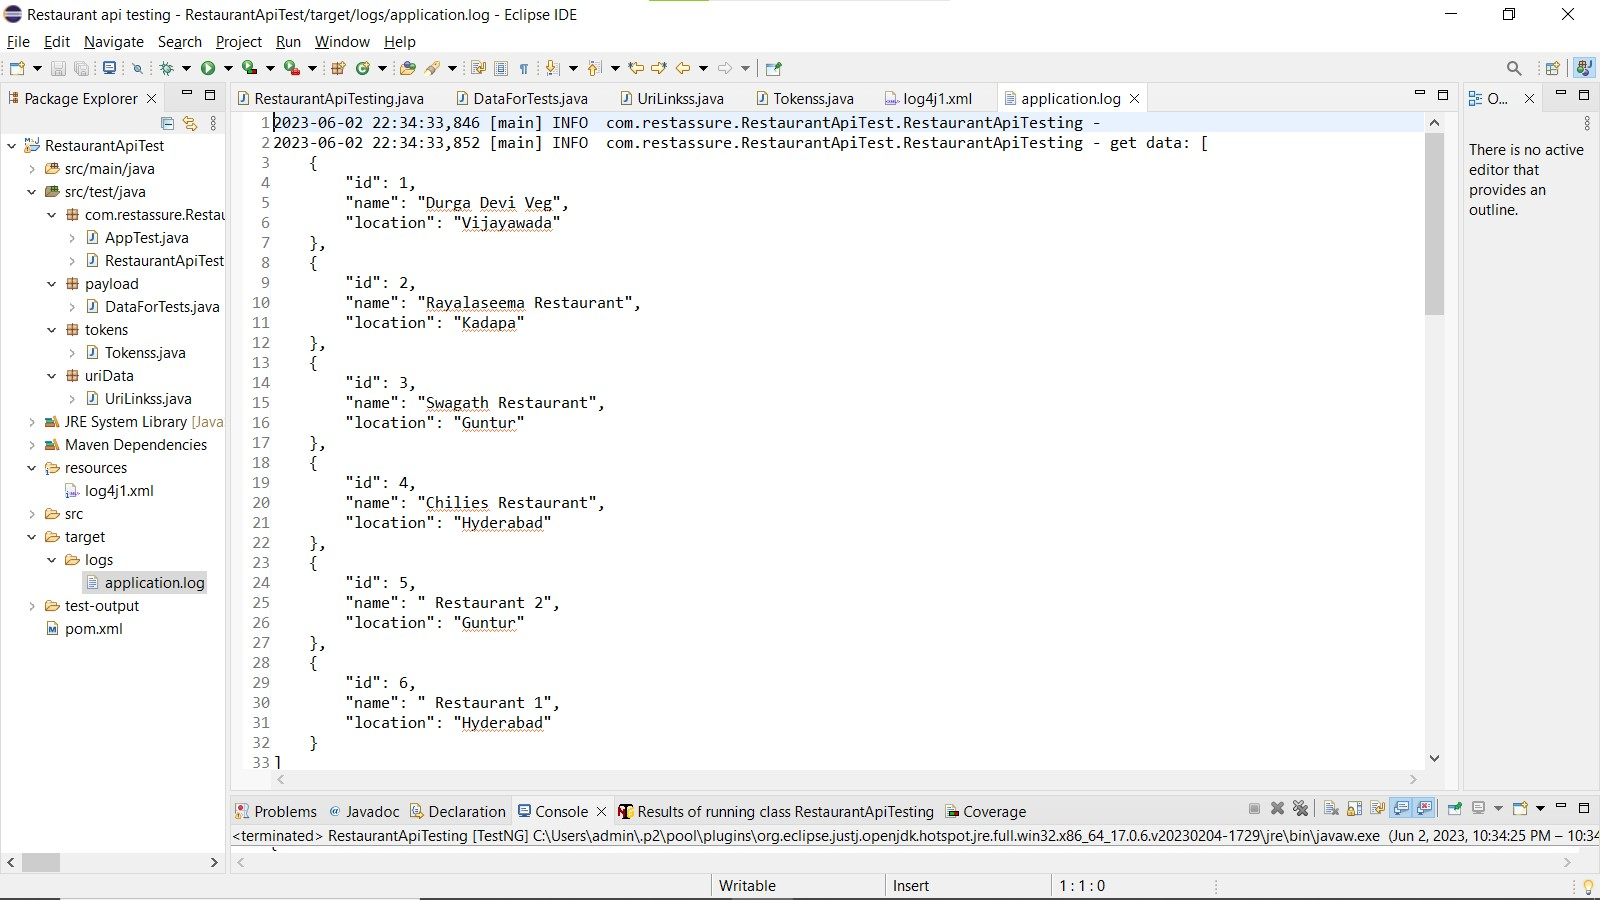 Restaurant api testing - RestaurantApiTest/target/logs/application.log - Eclipse IDE
File Edit Navigate Search Project Run Window Help
Package Explorer
RestaurantApiTest
src/main/java
src/test/java
com.restassure.Restau
AppTest.java
RestaurantApiTest
payload
DataForTests.java
tokens
Tokenss.java
uriData
UriLinkss.java
JRE System Library [Java
Maven Dependencies
resources
log4j1.xml
src
target
logs
application.log
test-output
pom.xml
RestaurantApiTesting.java DataForTests.java UriLinkss.java Tokenss.java log4j1.xml application.log
1 2023-06-02 22:34:33,846 [main] INFO  com.restassure.RestaurantApiTest.RestaurantApiTesting -
2 2023-06-02 22:34:33,852 [main] INFO  com.restassure.RestaurantApiTest.RestaurantApiTesting - get data: [
3     {
4         "id": 1,
5         "name": "Durga Devi Veg",
6         "location": "Vijayawada"
7     },
8     {
9         "id": 2,
10         "name": "Rayalaseema Restaurant",
11         "location": "Kadapa"
12     },
13     {
14         "id": 3,
15         "name": "Swagath Restaurant",
16         "location": "Guntur"
17     },
18     {
19         "id": 4,
20         "name": "Chilies Restaurant",
21         "location": "Hyderabad"
22     },
23     {
24         "id": 5,
25         "name": " Restaurant 2",
26         "location": "Guntur"
27     },
28     {
29         "id": 6,
30         "name": " Restaurant 1",
31         "location": "Hyderabad"
32     }
33 ]
O...
There is no active
editor that
provides an
outline.
Problems @ Javadoc Declaration Console Results of running class RestaurantApiTesting Coverage
<terminated> RestaurantApiTesting [TestNG] C:\Users\admin\.p2\pool\plugins\org.eclipse.justj.openjdk.hotspot.jre.full.win32.x86_64_17.0.6.v20230204-1729\jre\bin\javaw.exe (Jun 2, 2023, 10:34:25 PM – 10:34
Writable Insert 1 : 1 : 0